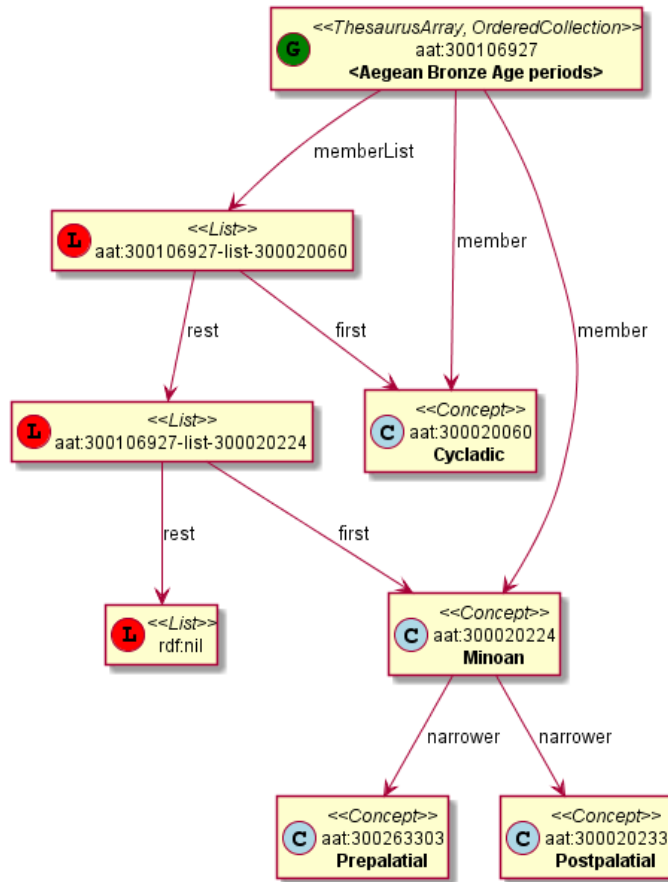 <<ThesaurusArray, OrderedCollection>>
G
aat:300106927
<Aegean Bronze Age periods>
memberList
<<List>>
L
aat:300106927-list-300020060
member
member
rest
first
<<List>>
L
aat:300106927-list-300020224
<<Concept>>
C
aat:300020060
Cycladic
rest
first
<<List>>
L
rdf:nil
<<Concept>>
C
aat:300020224
Minoan
narrower
narrower
<<Concept>>
C
aat:300263303
Prepalatial
<<Concept>>
C
aat:300020233
Postpalatial